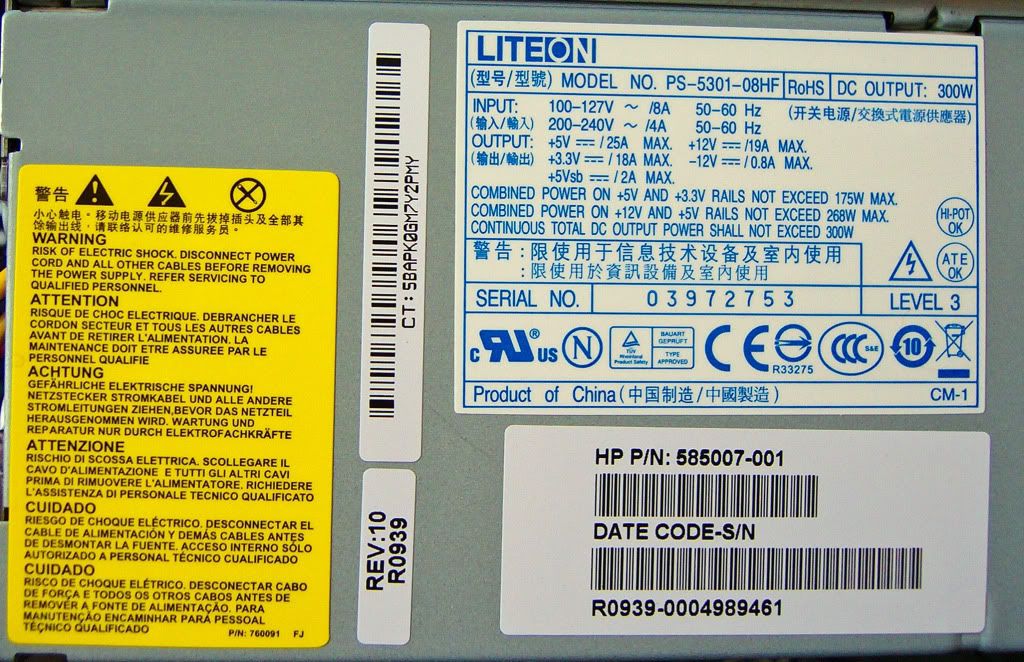 警告
小心触电。移动电源供应器前先拔掉插头及全部其
馀输出线。请联络认可的维修服务员。
WARNING
RISK OF ELECTRIC SHOCK. DISCONNECT POWER
CORD AND ALL OTHER CABLES BEFORE REMOVING
THE POWER SUPPLY. REFER SERVICING TO
QUALIFIED PERSONNEL.
ATTENTION
RISQUE DE CHOC ELECTRIQUE. DEBRANCHER LE
CORDON SECTEUR ET TOUS LES AUTRES CABLES
AVANT DE RETIRER L'ALIMENTATION. LA
MAINTENANCE DOIT ETRE ASSUREE PAR LE
PERSONNEL QUALIFIE
ACHTUNG
GEFÄHRLICHE ELEKTRISCHE SPANNUNG!
NETZSTECKER STROMKABEL UND ALLE ANDERE
STROMLEITUNGEN ZIEHEN,BEVOR DAS NETZTEIL
HERAUSGENOMMEN WIRD. WARTUNG UND
REPARATUR NUR DURCH ELEKTROFACHKRÄFTE
ATTENZIONE
RISCHIO DI SCOSSA ELETTRICA. SCOLLEGARE IL
CAVO D'ALIMENTAZIONE E TUTTI GLI ALTRI CAVI
PRIMA DI RIMUOVERE L'ALIMENTATORE. RICHIEDERE
L'ASSISTENZA DI PERSONALE TECNICO QUALIFICATO
CUIDADO
RIESGO DE CHOQUE ELÉCTRICO. DESCONNECTAR EL
CABLE DE ALIMENTACIÓN Y DEMÁS CABLES ANTES
DE DESMONTAR LA FUENTE. ACCESO INTERNO SÓLO
AUTORIZADO A PERSONAL TÉCNICO CUALIFICADO
CUIDADO
RISCO DE CHOQUE ELÉTRICO. DESCONECTAR CABO
DE FORÇA E TODOS OS OUTROS CABOS ANTES DE
REMOVER A FONTE DE ALIMENTAÇÃO. PARA
MANUTENÇÃO ENCAMINHAR PARA PESSOAL
TÉCNICO QUALIFICADO
P/N: 760091 FJ
CT: 5BAPK0GM7Y2PMY
REV:10
R0939
LITEON
(型号/型號) MODEL NO. PS-5301-08HF RoHS DC OUTPUT: 300W
INPUT: 100-127V ～ /8A 50-60 Hz (开关电源/交換式電源供應器)
(输入/輸入) 200-240V ～ /4A 50-60 Hz
OUTPUT: +5V ⎓ /25A MAX. +12V ⎓ /19A MAX.
(输出/輸出) +3.3V ⎓ /18A MAX. -12V ⎓ /0.8A MAX.
+5Vsb ⎓ /2A MAX.
COMBINED POWER ON +5V AND +3.3V RAILS NOT EXCEED 175W MAX.
COMBINED POWER ON +12V AND +5V RAILS NOT EXCEED 268W MAX.
CONTINUOUS TOTAL DC OUTPUT POWER SHALL NOT EXCEED 300W
HI-POT
OK
警告:限使用于信息技术设备及室内使用
:限使用於資訊設備及室內使用
ATE
OK
SERIAL NO. 03972753 LEVEL 3
c UR ® US N
TÜV
Rheinland
Product Safety
BAUART
GEPRÜFT
TYPE
APPROVED
CE
R33275
CCC S&E
10
Product of China (中国制造/中國製造) CM-1
HP P/N: 585007-001
DATE CODE-S/N
R0939-0004989461